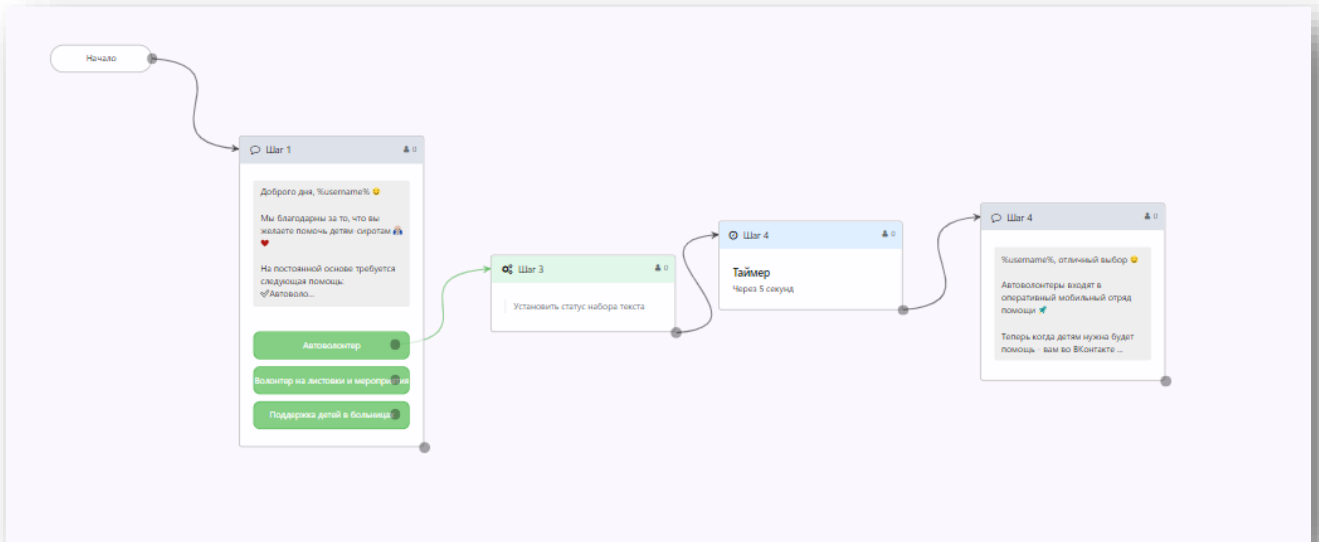 Начало
Шаг 1
0
Доброго дня, %username% 😀
Мы благодарны за то, что вы
желаете помочь детям-сиротам 👫
❤
На постоянной основе требуется
следующая помощь:
✅Автоволо...
Автоволонтер
Волонтер на листовки и мероприятия
Поддержка детей в больницах
Шаг 3
0
Установить статус набора текста
Шаг 4
0
Таймер
Через 5 секунд
Шаг 4
0
%username%, отличный выбор 😀
Автоволонтеры входят в
оперативный мобильный отряд
помощи 🚀
Теперь когда детям нужна будет
помощь - вам во ВКонтакте ...